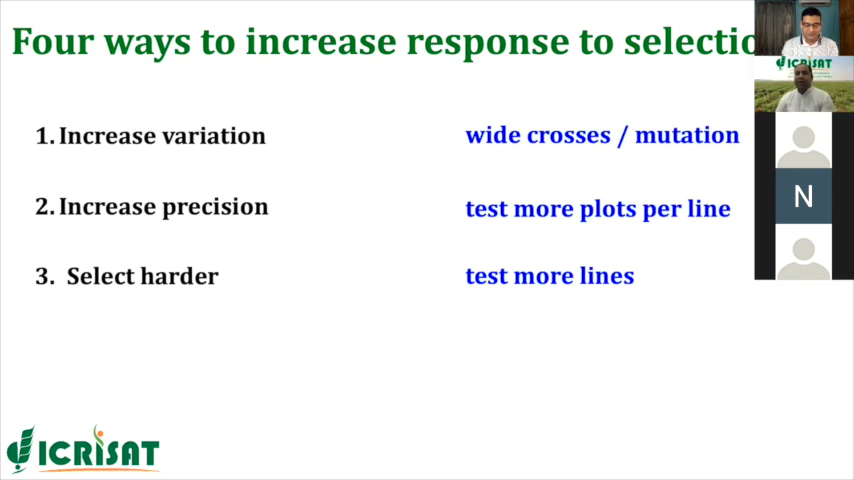 Four ways to increase response to selectio
1. Increase variation
wide crosses / mutation
2. Increase precision
test more plots per line
3. Select harder
test more lines
ICRISAT
ICRISAT
N